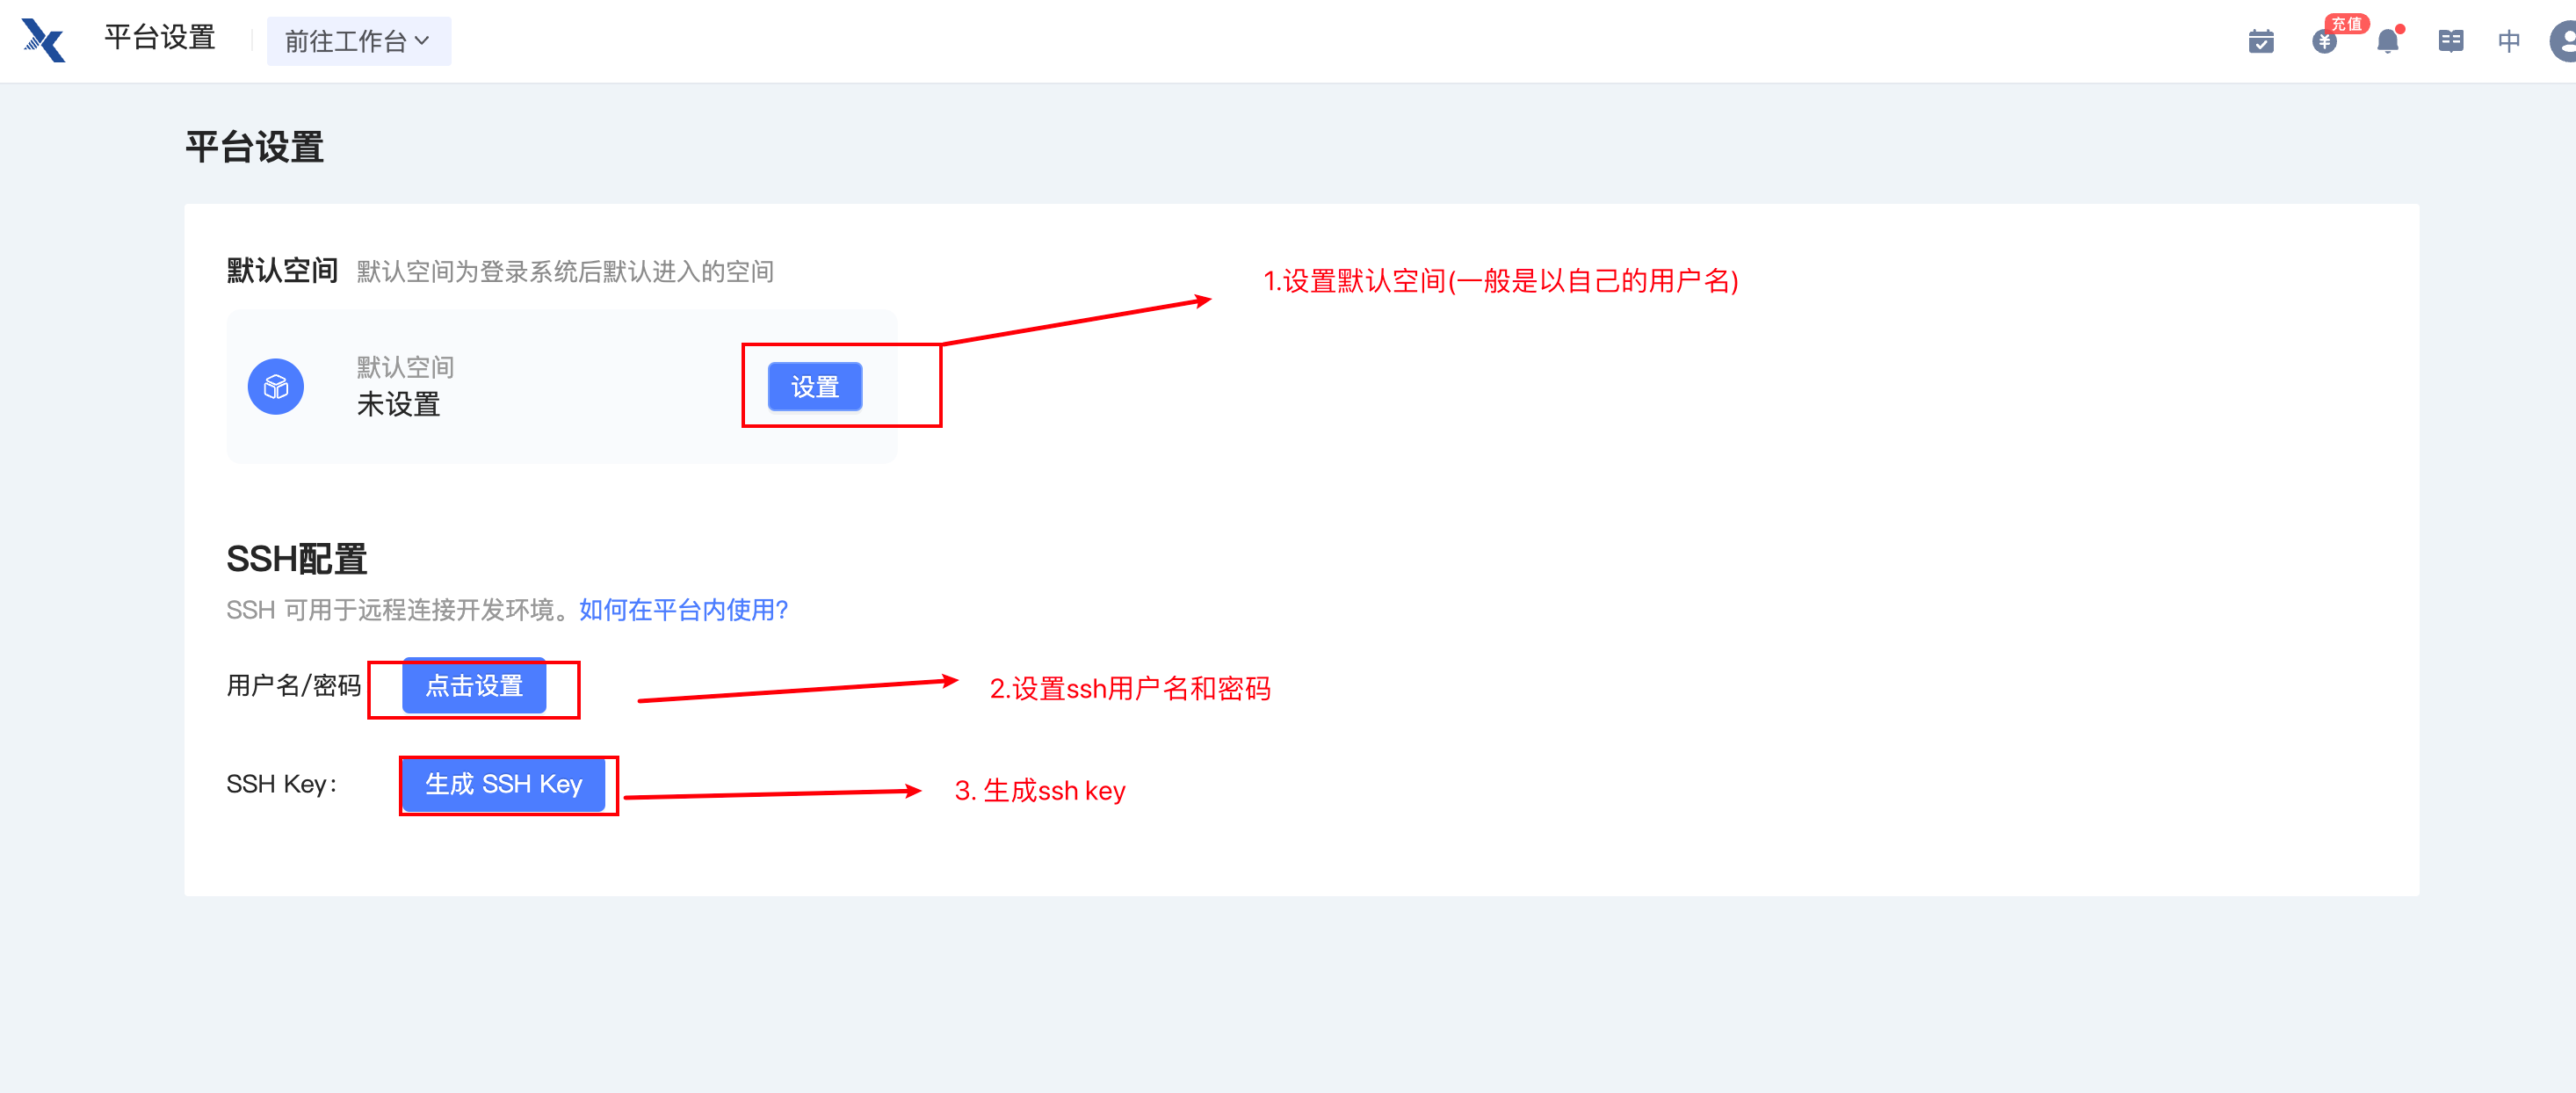 平台设置
前往工作台
充值
中
平台设置
默认空间 默认空间为登录系统后默认进入的空间
1.设置默认空间(一般是以自己的用户名)
默认空间
未设置
设置
SSH配置
SSH 可用于远程连接开发环境。如何在平台内使用?
用户名/密码
点击设置
2.设置ssh用户名和密码
SSH Key:
生成 SSH Key
3. 生成ssh key